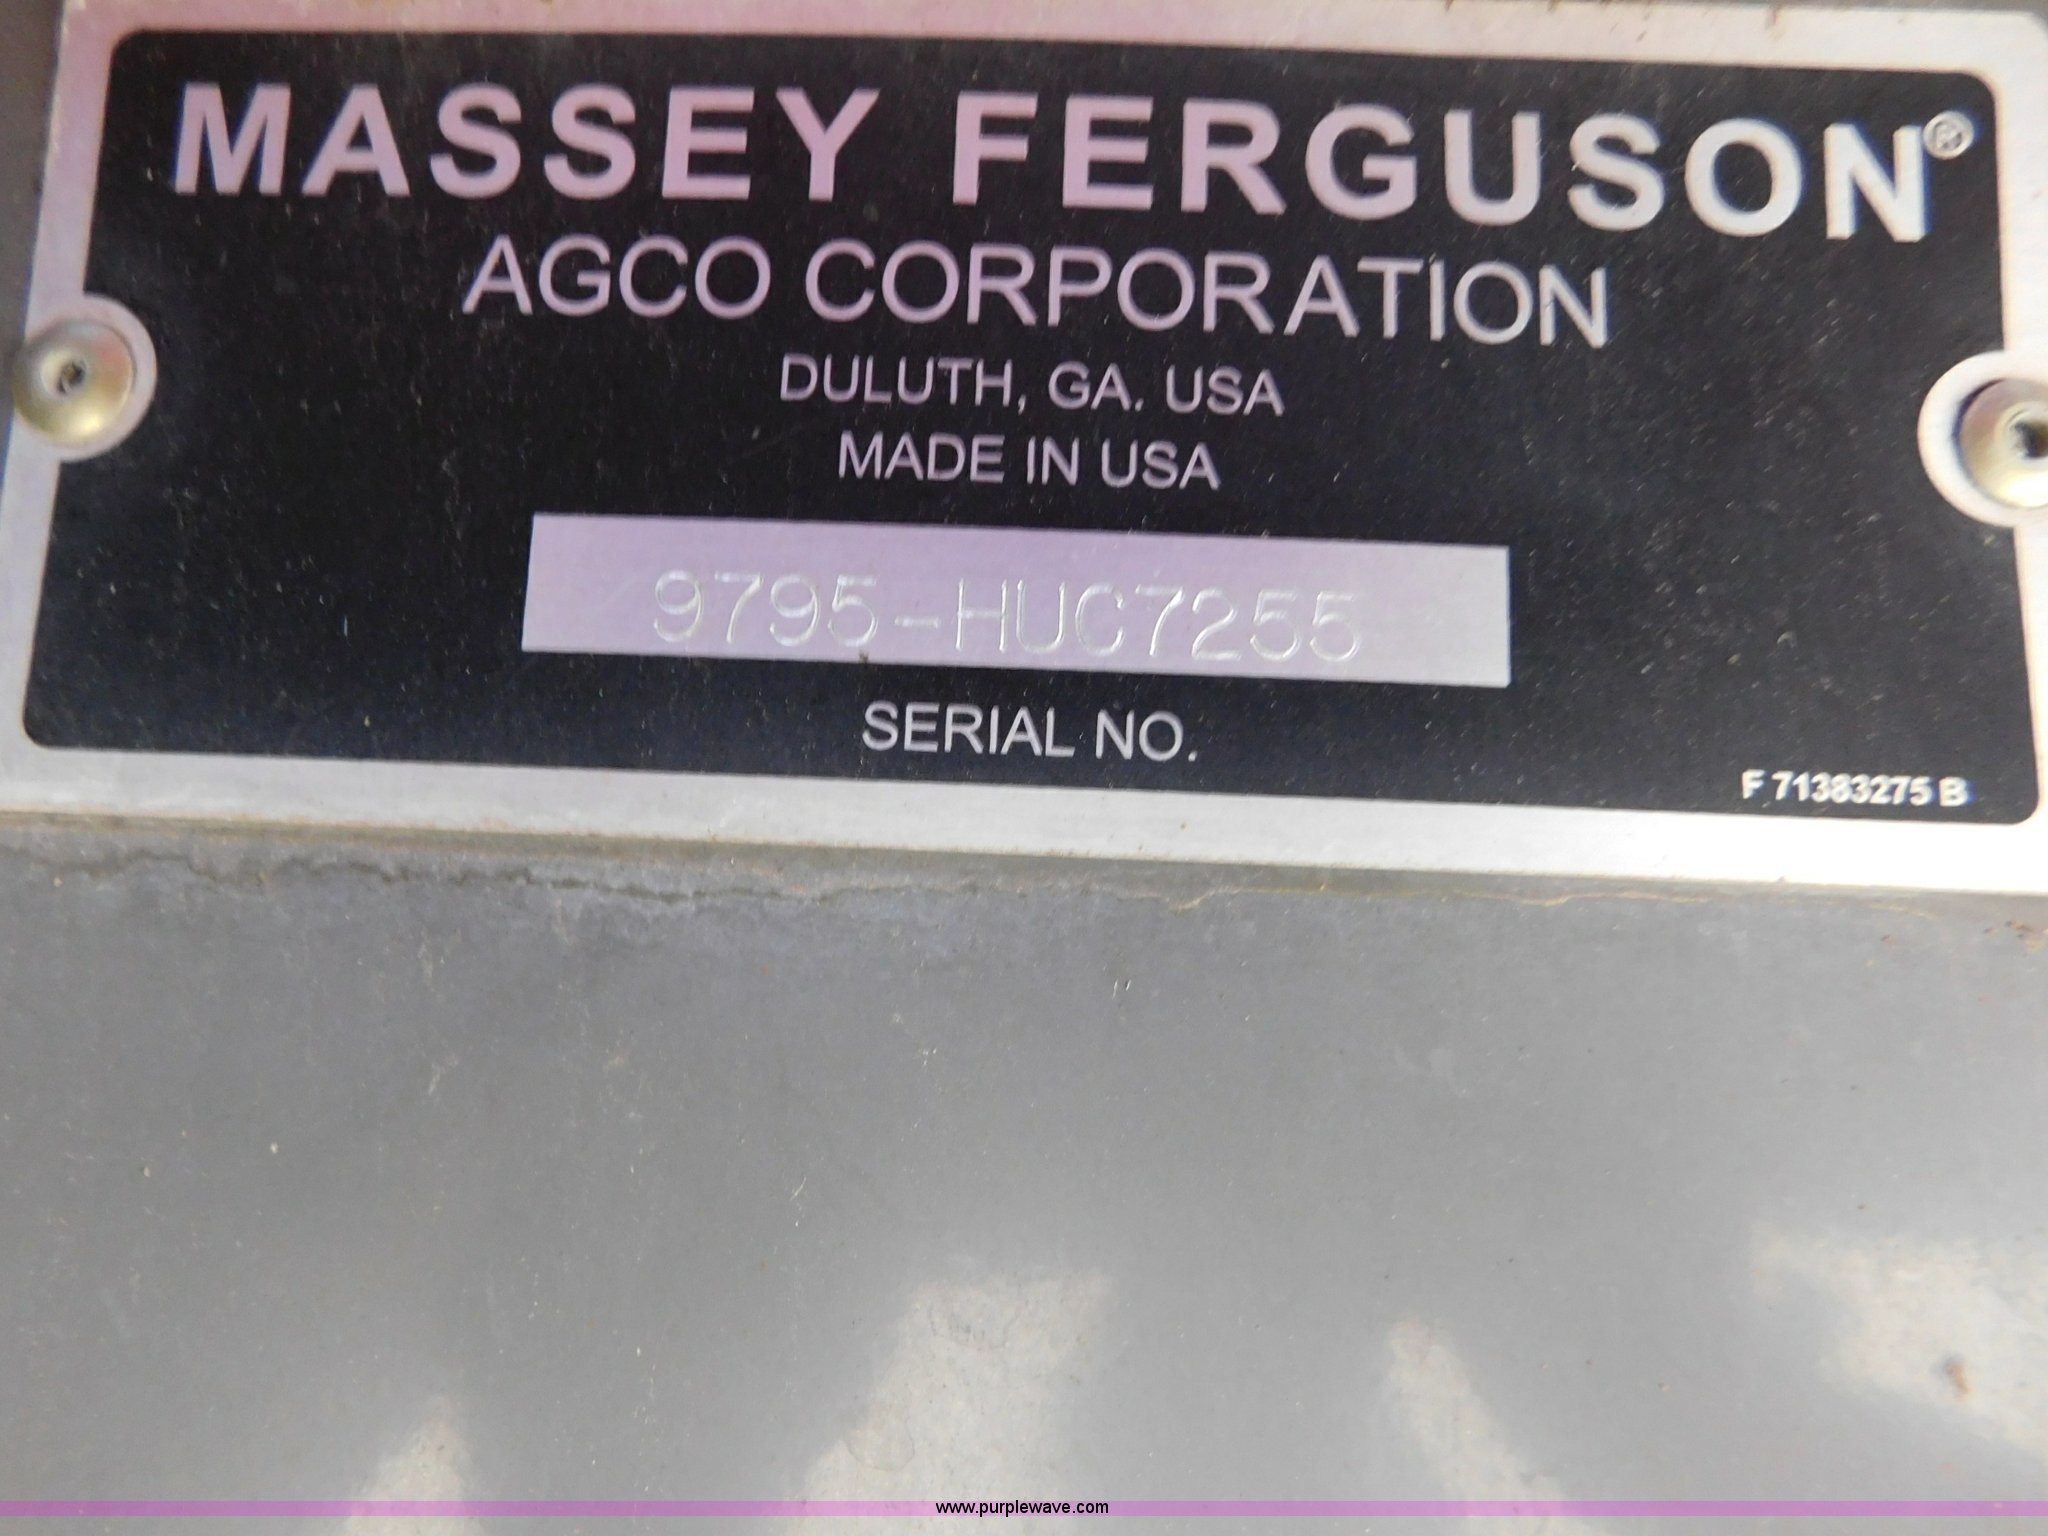 MASSEY FERGUSON®
AGCO CORPORATION
DULUTH, GA. USA
MADE IN USA
9795-HUC7255
SERIAL NO.
F 71383275 B
www.purplewave.com